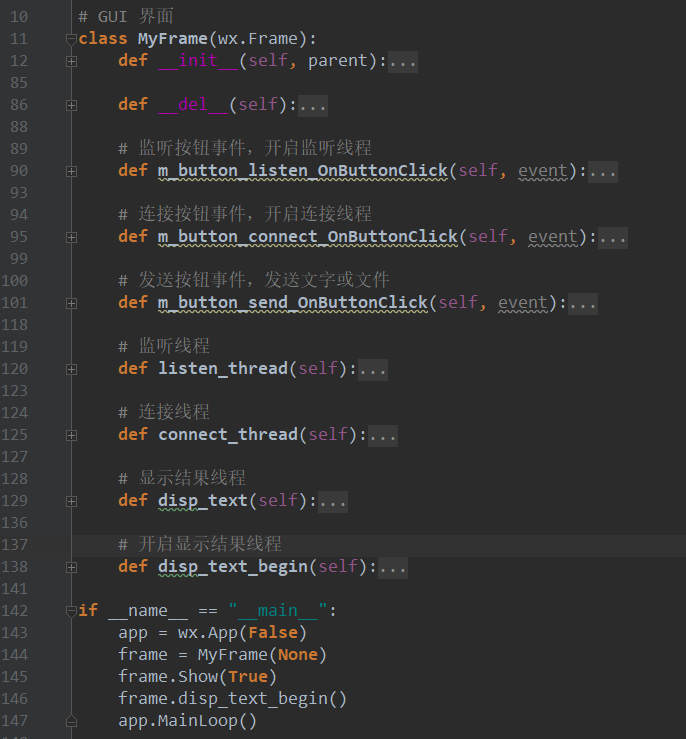 10 # GUI 界面
11 class MyFrame(wx.Frame):
12 def __init__(self, parent):...
85
86 def __del__(self):...
88
89 # 监听按钮事件，开启监听线程
90 def m_button_listen_OnButtonClick(self, event):...
93
94 # 连接按钮事件，开启连接线程
95 def m_button_connect_OnButtonClick(self, event):...
99
100 # 发送按钮事件，发送文字或文件
101 def m_button_send_OnButtonClick(self, event):...
118
119 # 监听线程
120 def listen_thread(self):...
123
124 # 连接线程
125 def connect_thread(self):...
127
128 # 显示结果线程
129 def disp_text(self):...
136
137 # 开启显示结果线程
138 def disp_text_begin(self):...
141
142 if __name__ == "__main__":
143 app = wx.App(False)
144 frame = MyFrame(None)
145 frame.Show(True)
146 frame.disp_text_begin()
147 app.MainLoop()